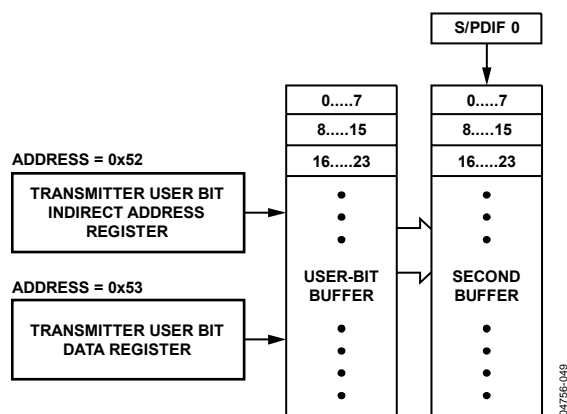 S/PDIF 0
0.....7
0.....7
8.....15
8.....15
16.....23
16.....23
ADDRESS = 0x52
TRANSMITTER USER BIT
INDIRECT ADDRESS
REGISTER
USER-BIT
BUFFER
SECOND
BUFFER
ADDRESS = 0x53
TRANSMITTER USER BIT
DATA REGISTER
04756-049